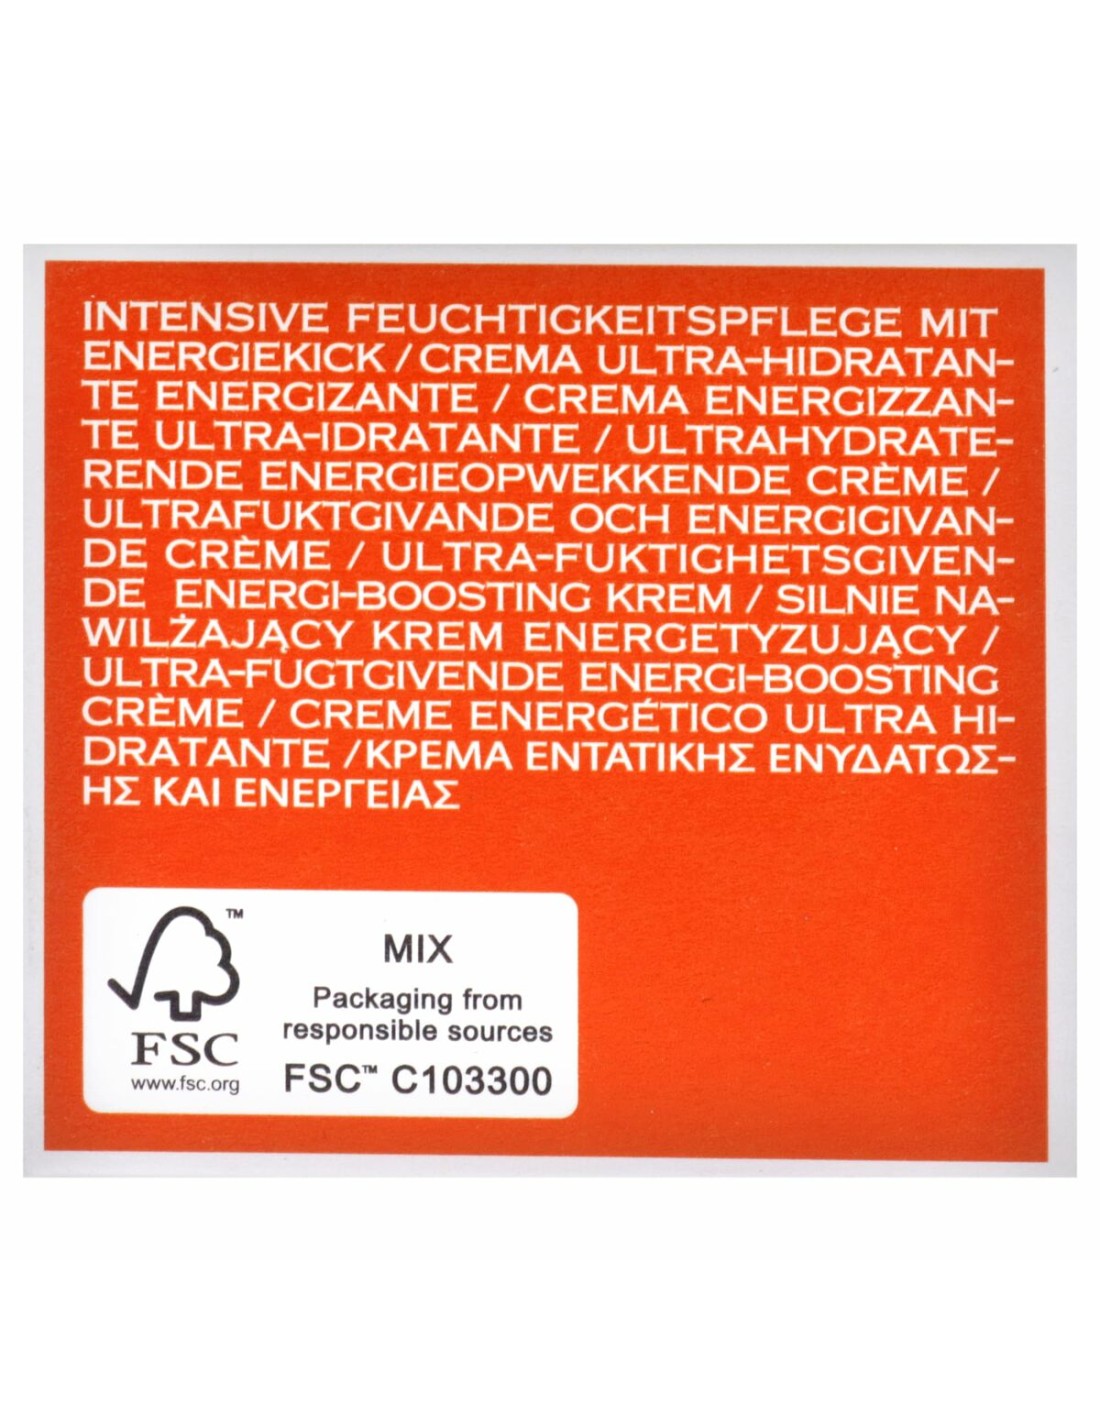 INTENSIVE FEUCHTIGKEITSPFLEGE MIT
ENERGIEKICK / CREMA ULTRA-HIDRATAN-
TE ENERGIZANTE / CREMA ENERGIZZAN-
TE ULTRA-IDRATANTE / ULTRAHYDRATE-
RENDE ENERGIEOPWEKKENDE CRÈME /
ULTRAFUKTGIVANDE OCH ENERGIGIVAN-
DE CRÈME / ULTRA-FUKTIGHETSGIVEN-
DE ENERGI-BOOSTING KREM / SILNIE NA-
WILŻAJĄCY KREM ENERGETYZUJĄCY /
ULTRA-FUGTGIVENDE ENERGI-BOOSTING
CRÈME / CREME ENERGÉTICO ULTRA HI-
DRATANTE /ΚΡΕΜΑ ΕΝΤΑΤΙΚΗΣ ΕΝΥΔΑΤΩΣ-
ΗΣ ΚΑΙ ΕΝΕΡΓΕΙΑΣ
TM
MIX
Packaging from
responsible sources
FSC
www.fsc.org
FSC™ C103300